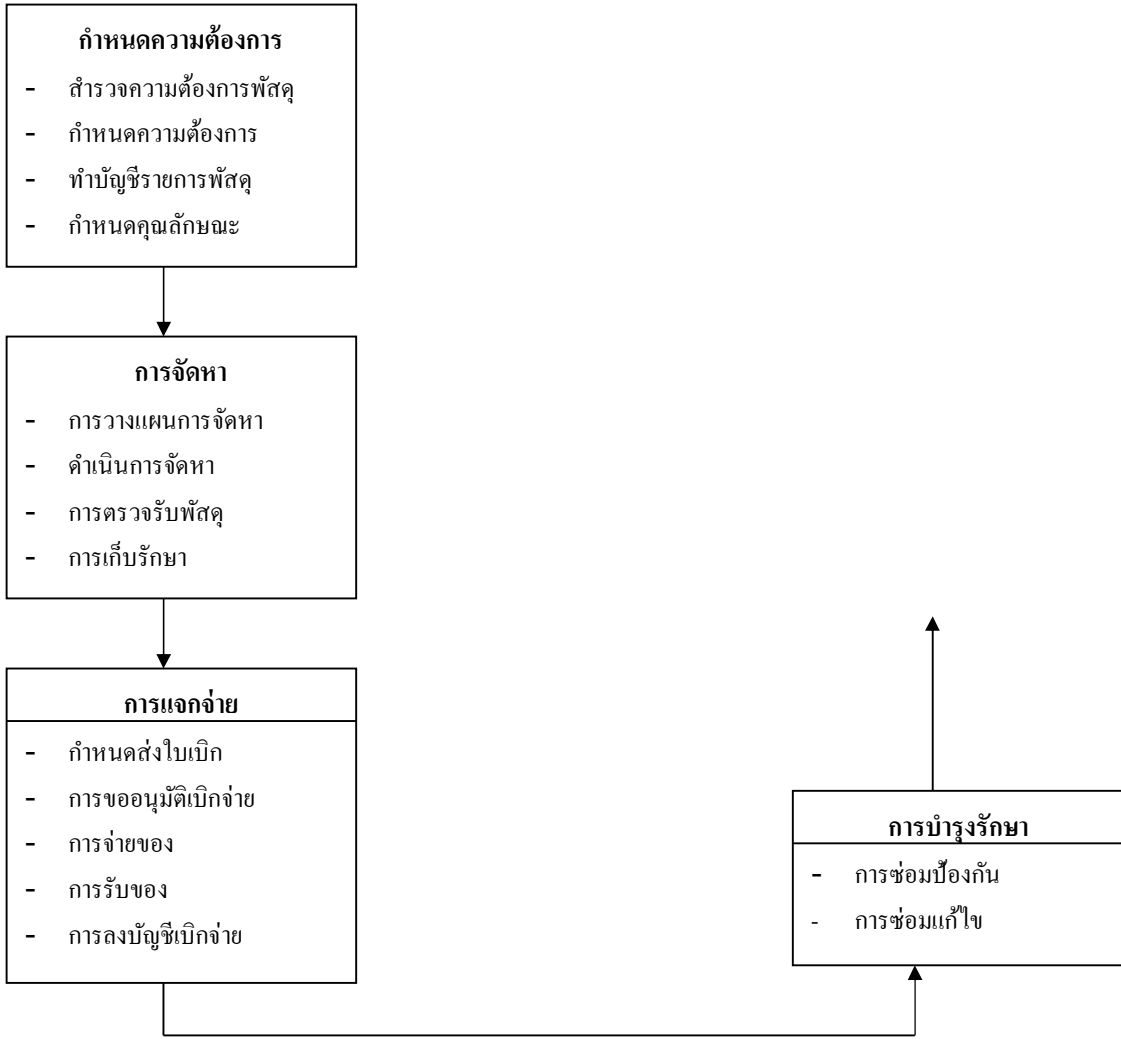 กำหนดความต้องการ
- สำรวจความต้องการพัสดุ
- กำหนดความต้องการ
- ทำบัญชีรายการพัสดุ
- กำหนดคุณลักษณะ
การจัดหา
- การวางแผนการจัดหา
- ดำเนินการจัดหา
- การตรวจรับพัสดุ
- การเก็บรักษา
การแจกจ่าย
- กำหนดส่งใบเบิก
- การขออนุมัติเบิกจ่าย
- การจ่ายของ
- การรับของ
- การลงบัญชีเบิกจ่าย
การบำรุงรักษา
- การซ่อมป้องกัน
- การซ่อมแก้ไข